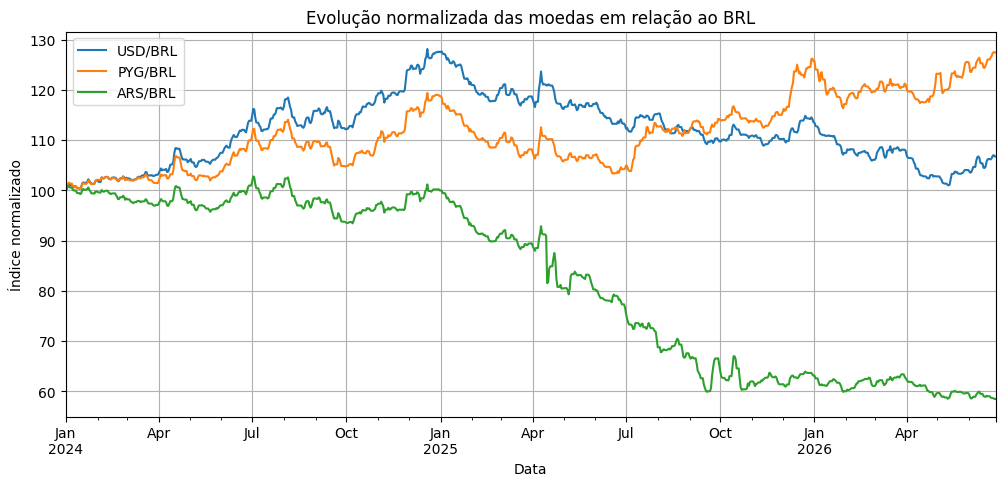 Evolução normalizada das moedas em relação ao BRL
USD/BRL
PYG/BRL
ARS/BRL
Índice normalizado
130
120
110
100
90
80
70
60
Jan
2024
Apr
Jul
Oct
Jan
2025
Apr
Jul
Oct
Jan
2026
Apr
Data